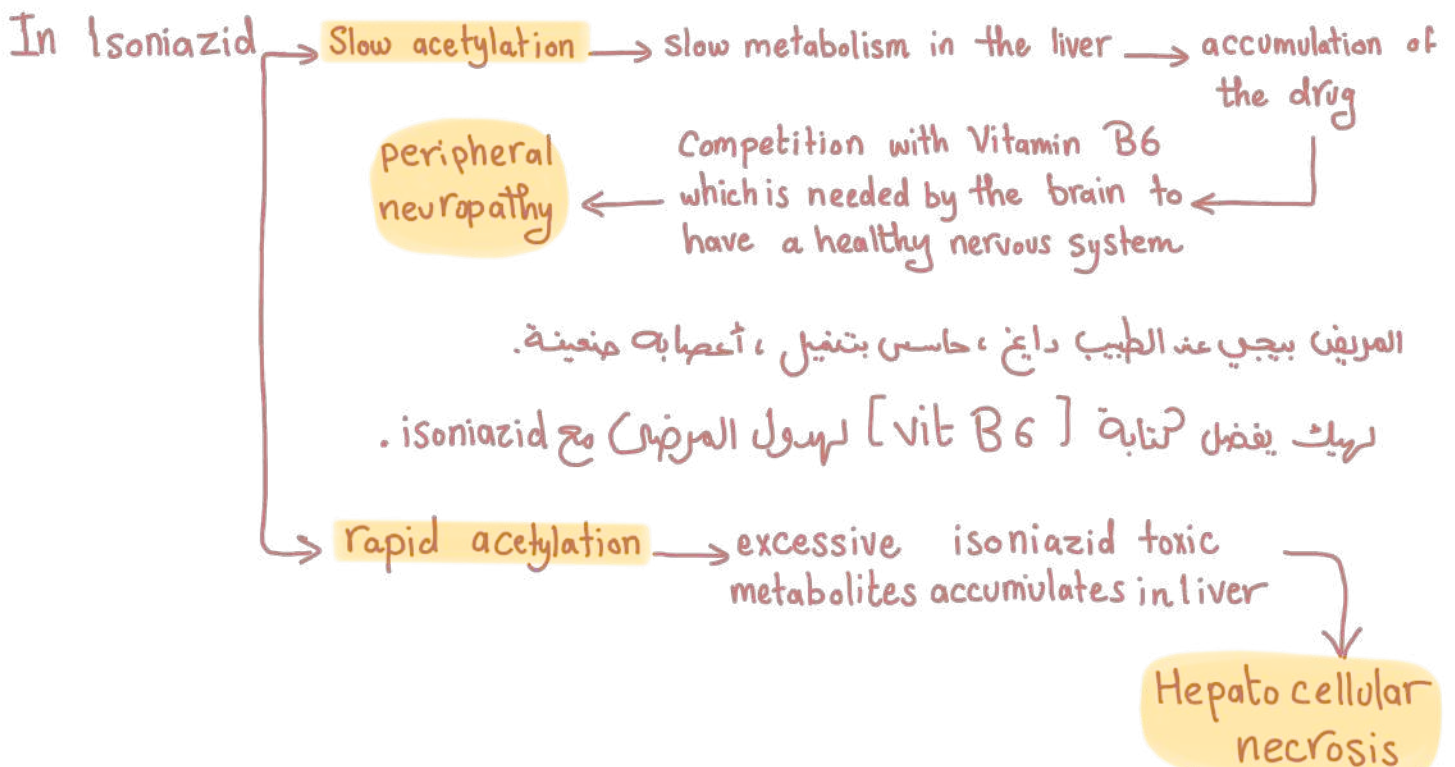 In Isoniazid
Slow acetylation → slow metabolism in the liver → accumulation of
the drug
Competition with Vitamin B6
which is needed by the brain to
have a healthy nervous system
peripheral
neuropathy
المريض بيجي عند الطبيب دايخ ، حاسس بتنميل ، أعصابه ضعيفة.
لهيك يفضل كتابة [vit B6] لهدول المرضى مع isoniazid .
rapid acetylation → excessive isoniazid toxic
metabolites accumulates in liver
Hepato cellular
necrosis